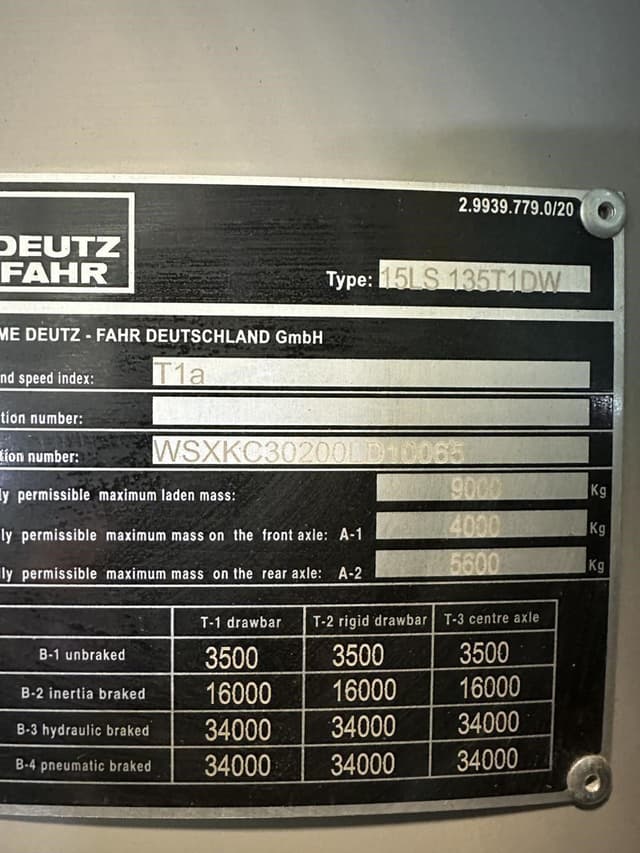 2.9939.779.0/20
DEUTZ
FAHR
Type: 15LS 135T1DW
ME DEUTZ - FAHR DEUTSCHLAND GmbH
nd speed index: T1a
tion number:
tion number: WSXKC30200LD10065
ly permissible maximum laden mass: 9000 Kg
ly permissible maximum mass on the front axle: A-1 4000 Kg
ly permissible maximum mass on the rear axle: A-2 5600 Kg
T-1 drawbar T-2 rigid drawbar T-3 centre axle
B-1 unbraked 3500 3500 3500
B-2 inertia braked 16000 16000 16000
B-3 hydraulic braked 34000 34000 34000
B-4 pneumatic braked 34000 34000 34000